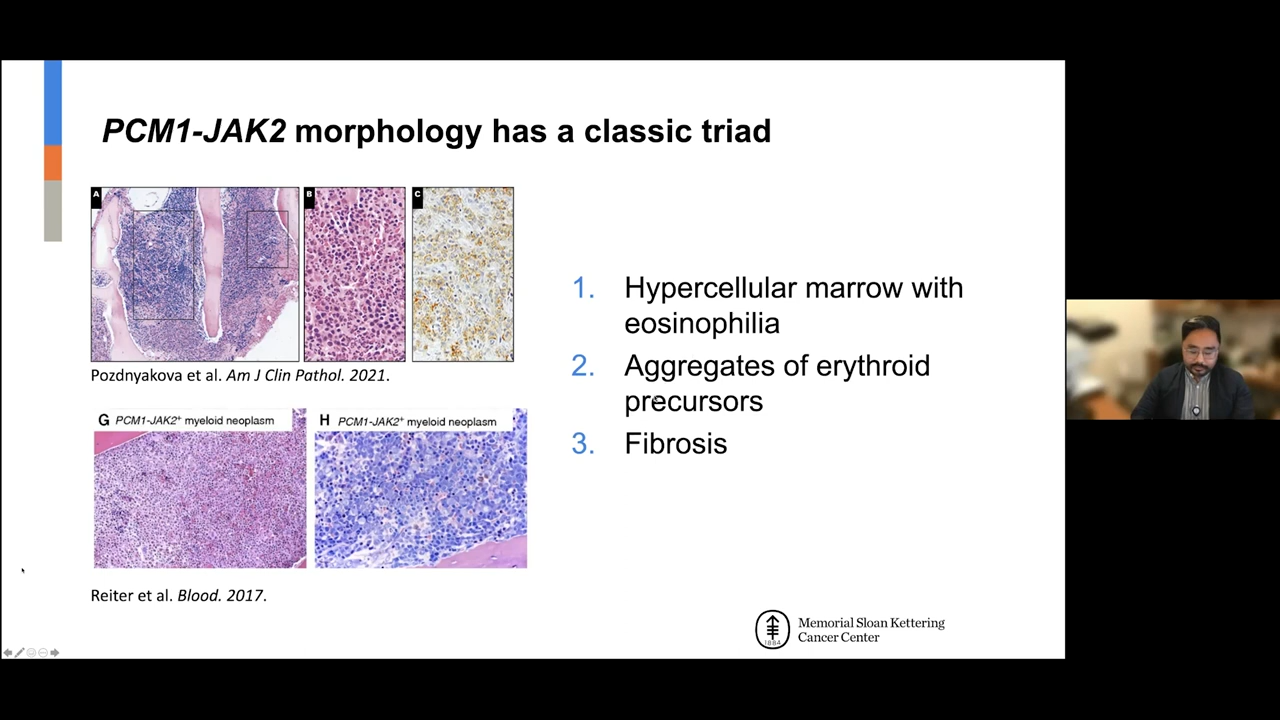 PCM1-JAK2 morphology has a classic triad
A
B
C
Pozdnyakova et al. Am J Clin Pathol. 2021.
G PCM1-JAK2+ myeloid neoplasm
H PCM1-JAK2+ myeloid neoplasm
Reiter et al. Blood. 2017.
1. Hypercellular marrow with
eosinophilia
2. Aggregates of erythroid
precursors
3. Fibrosis
1884
Memorial Sloan Kettering
Cancer Center